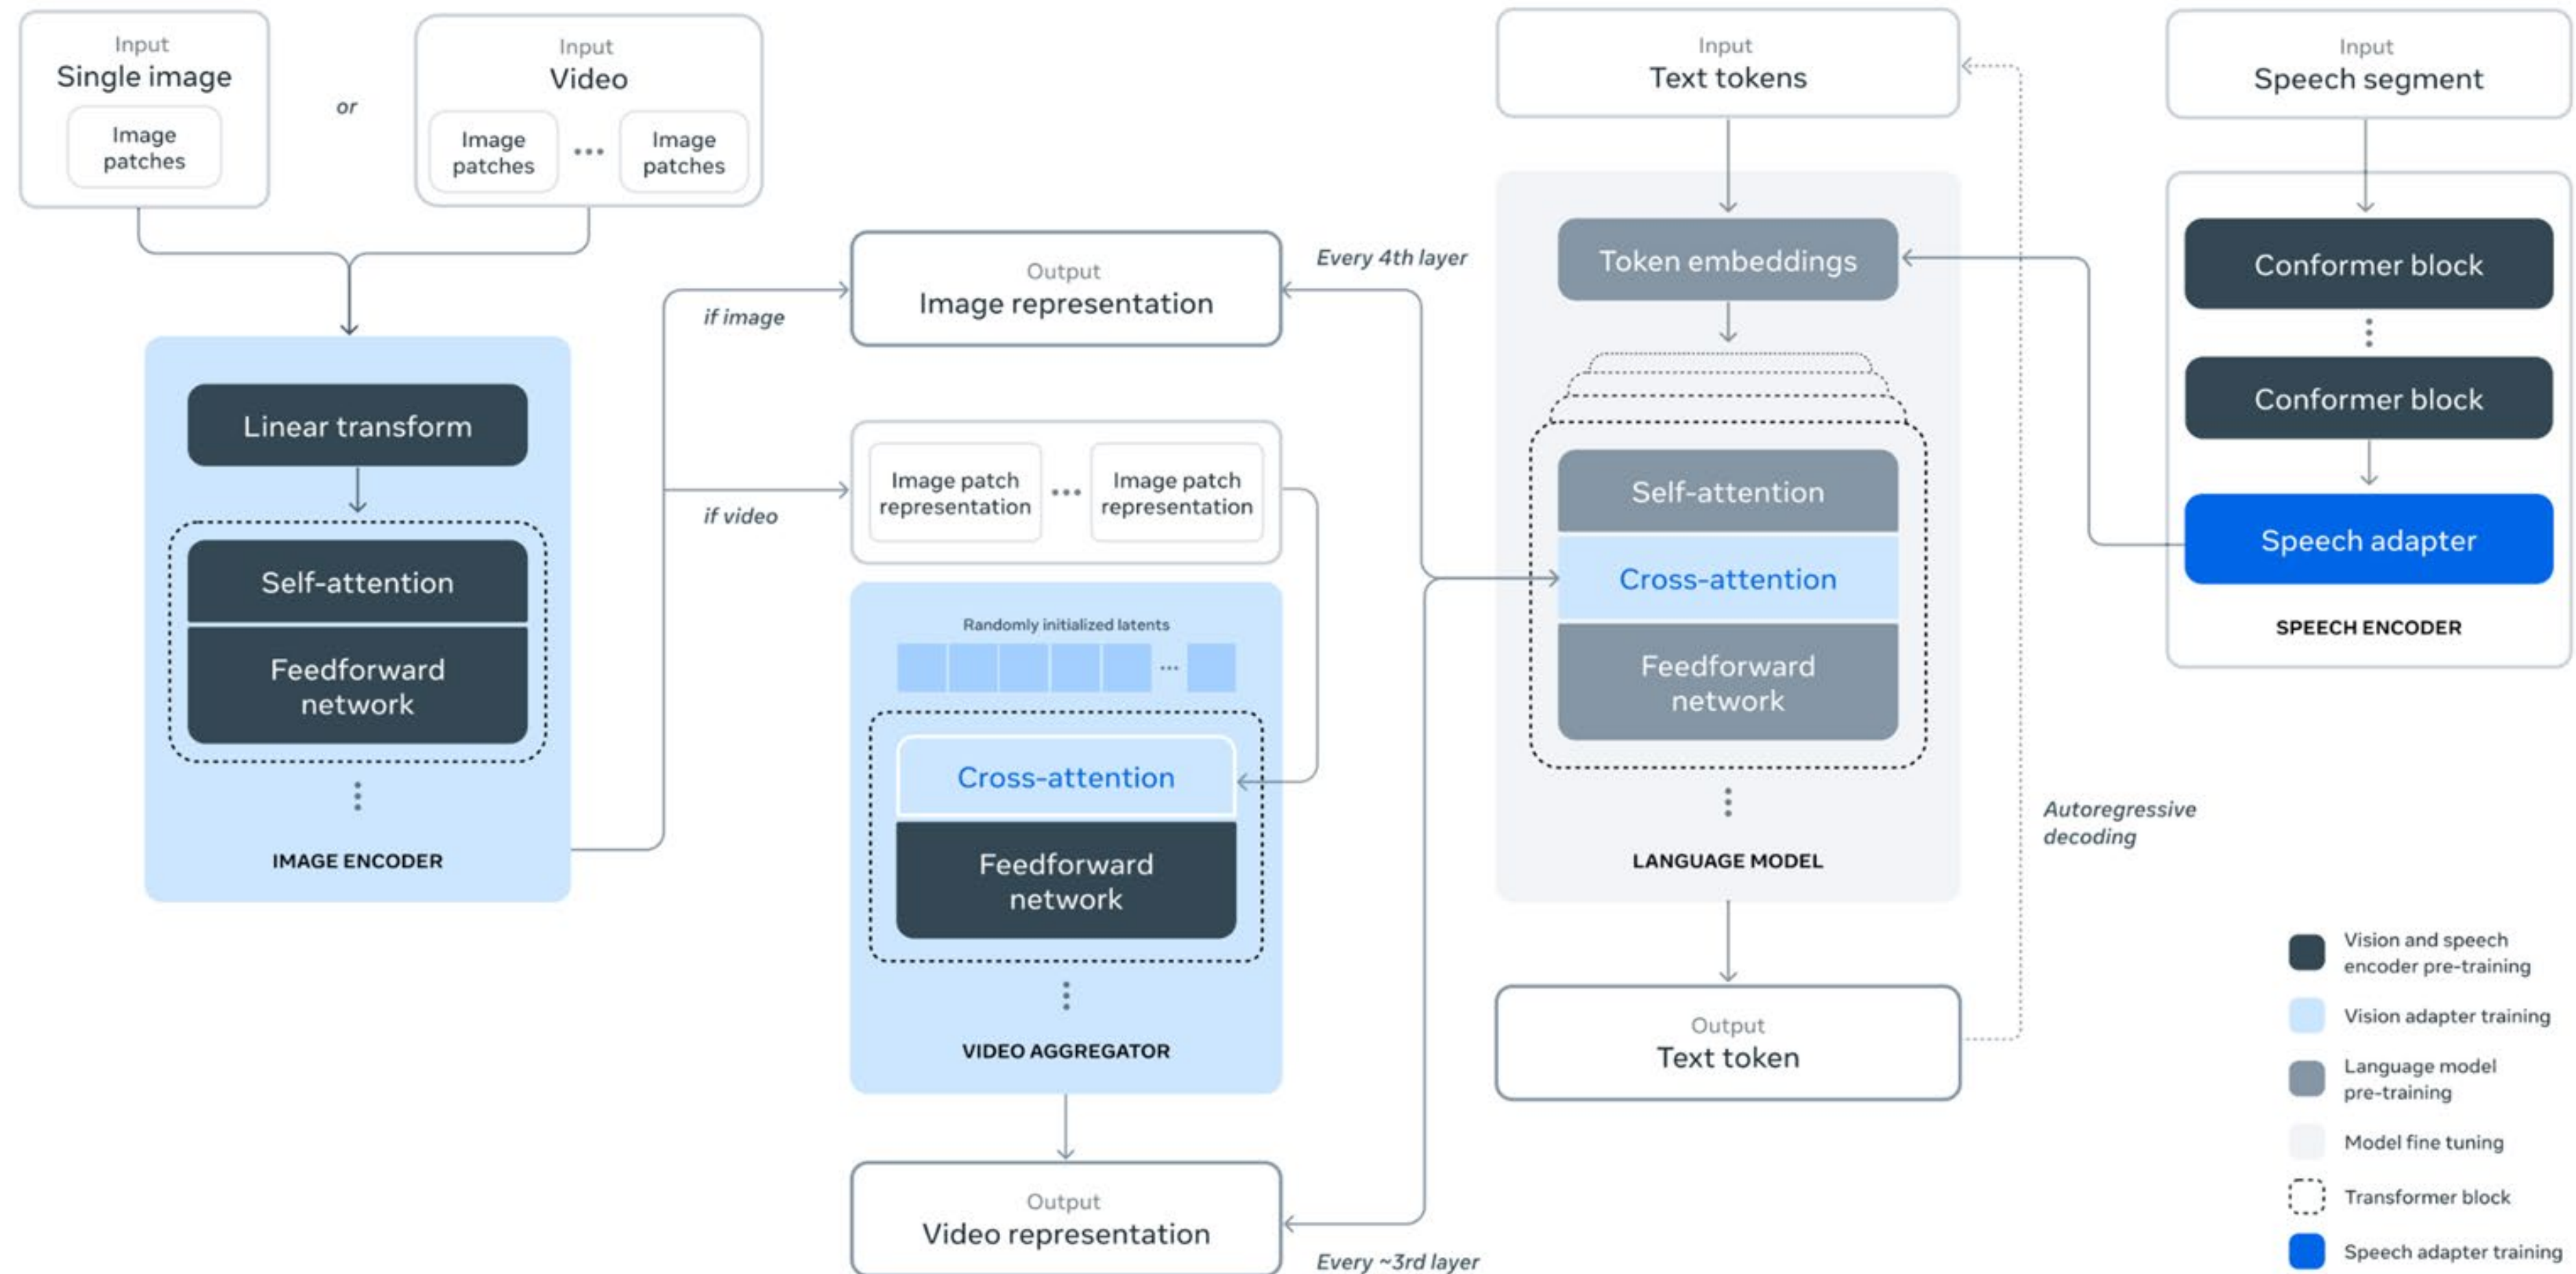 Input
Single image
Image
patches
or
Input
Video
Image
patches
•••
Image
patches
Linear transform
Self-attention
Feedforward
network
IMAGE ENCODER
if image
if video
Output
Image representation
Image patch
representation
•••
Image patch
representation
Randomly initialized latents
...
Cross-attention
Feedforward
network
VIDEO AGGREGATOR
Output
Video representation
Every 4th layer
Every ~3rd layer
Input
Text tokens
Token embeddings
Self-attention
Cross-attention
Feedforward
network
LANGUAGE MODEL
Output
Text token
Autoregressive
decoding
Input
Speech segment
Conformer block
Conformer block
Speech adapter
SPEECH ENCODER
Vision and speech
encoder pre-training
Vision adapter training
Language model
pre-training
Model fine tuning
Transformer block
Speech adapter training